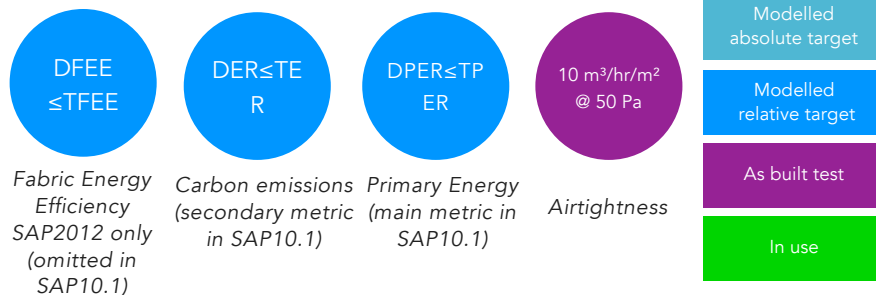 DFEE
≤TFEE
DER≤TE
R
DPER≤TP
ER
10 m³/hr/m²
@ 50 Pa
Fabric Energy
Efficiency
SAP2012 only
(omitted in
SAP10.1)
Carbon emissions
(secondary metric
in SAP10.1)
Primary Energy
(main metric in
SAP10.1)
Airtightness
Modelled
absolute target
Modelled
relative target
As built test
In use